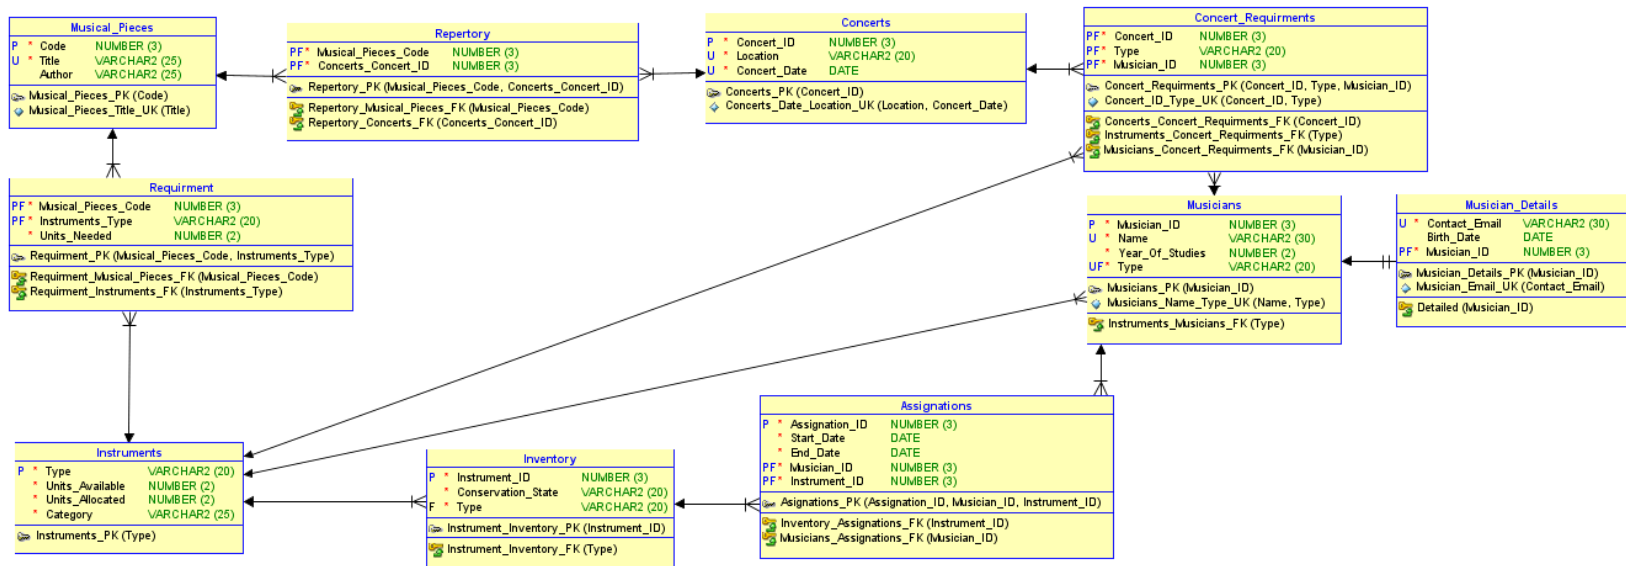 Musical_Pieces
P * Code NUMBER (3)
U * Title VARCHAR2 (25)
Author VARCHAR2 (25)
Musical_Pieces_PK (Code)
Musical_Pieces_Title_UK (Title)
Repertory
PF* Musical_Pieces_Code NUMBER (3)
PF* Concerts_Concert_ID NUMBER (3)
Repertory_PK (Musical_Pieces_Code, Concerts_Concert_ID)
Repertory_Musical_Pieces_FK (Musical_Pieces_Code)
Repertory_Concerts_FK (Concerts_Concert_ID)
Concerts
P * Concert_ID NUMBER (3)
U * Location VARCHAR2 (20)
U * Concert_Date DATE
Concerts_PK (Concert_ID)
Concerts_Date_Location_UK (Location, Concert_Date)
Concert_Requirments
PF* Concert_ID NUMBER (3)
PF* Type VARCHAR2 (20)
PF* Musician_ID NUMBER (3)
Concert_Requirments_PK (Concert_ID, Type, Musician_ID)
Concert_ID_Type_UK (Concert_ID, Type)
Concerts_Concert_Requirments_FK (Concert_ID)
Instruments_Concert_Requirments_FK (Type)
Musicians_Concert_Requirments_FK (Musician_ID)
Requirment
PF* Musical_Pieces_Code NUMBER (3)
PF* Instruments_Type VARCHAR2 (20)
* Units_Needed NUMBER (2)
Requirment_PK (Musical_Pieces_Code, Instruments_Type)
Requirment_Musical_Pieces_FK (Musical_Pieces_Code)
Requirment_Instruments_FK (Instruments_Type)
Musicians
P * Musician_ID NUMBER (3)
U * Name VARCHAR2 (30)
* Year_Of_Studies NUMBER (2)
UF* Type VARCHAR2 (20)
Musicians_PK (Musician_ID)
Musicians_Name_Type_UK (Name, Type)
Instruments_Musicians_FK (Type)
Musician_Details
U * Contact_Email VARCHAR2 (30)
Birth_Date DATE
PF* Musician_ID NUMBER (3)
Musician_Details_PK (Musician_ID)
Musician_Email_UK (Contact_Email)
Detailed (Musician_ID)
Instruments
P * Type VARCHAR2 (20)
* Units_Available NUMBER (2)
* Units_Allocated NUMBER (2)
* Category VARCHAR2 (25)
Instruments_PK (Type)
Inventory
P * Instrument_ID NUMBER (3)
* Conservation_State VARCHAR2 (20)
F * Type VARCHAR2 (20)
Instrument_Inventory_PK (Instrument_ID)
Instrument_Inventory_FK (Type)
Assignations
P * Assignation_ID NUMBER (3)
* Start_Date DATE
* End_Date DATE
PF* Musician_ID NUMBER (3)
PF* Instrument_ID NUMBER (3)
Asignations_PK (Assignation_ID, Musician_ID, Instrument_ID)
Inventory_Assignations_FK (Instrument_ID)
Musicians_Assignations_FK (Musician_ID)